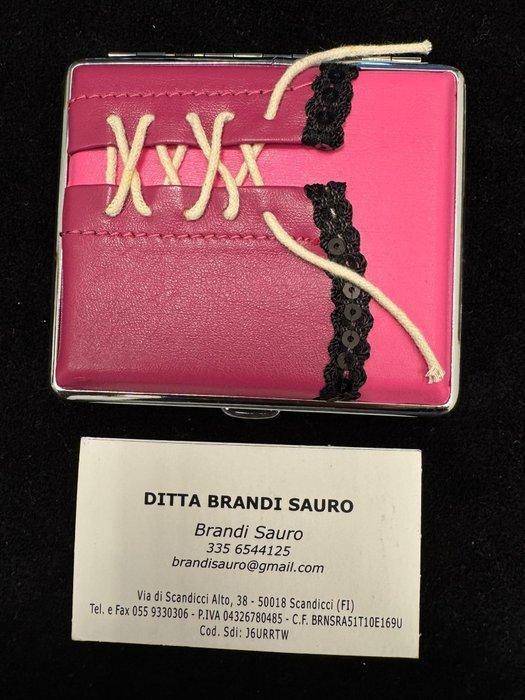 DITTA BRANDI SAURO
Brandi Sauro
335 6544125
brandisauro@gmail.com
Via di Scandicci Alto, 38 - 50018 Scandicci (FI)
Tel. e Fax 055 9330306 - P.IVA 04326780485 - C.F. BRNSRA51T10E169U
Cod. Sdi: J6URRTW